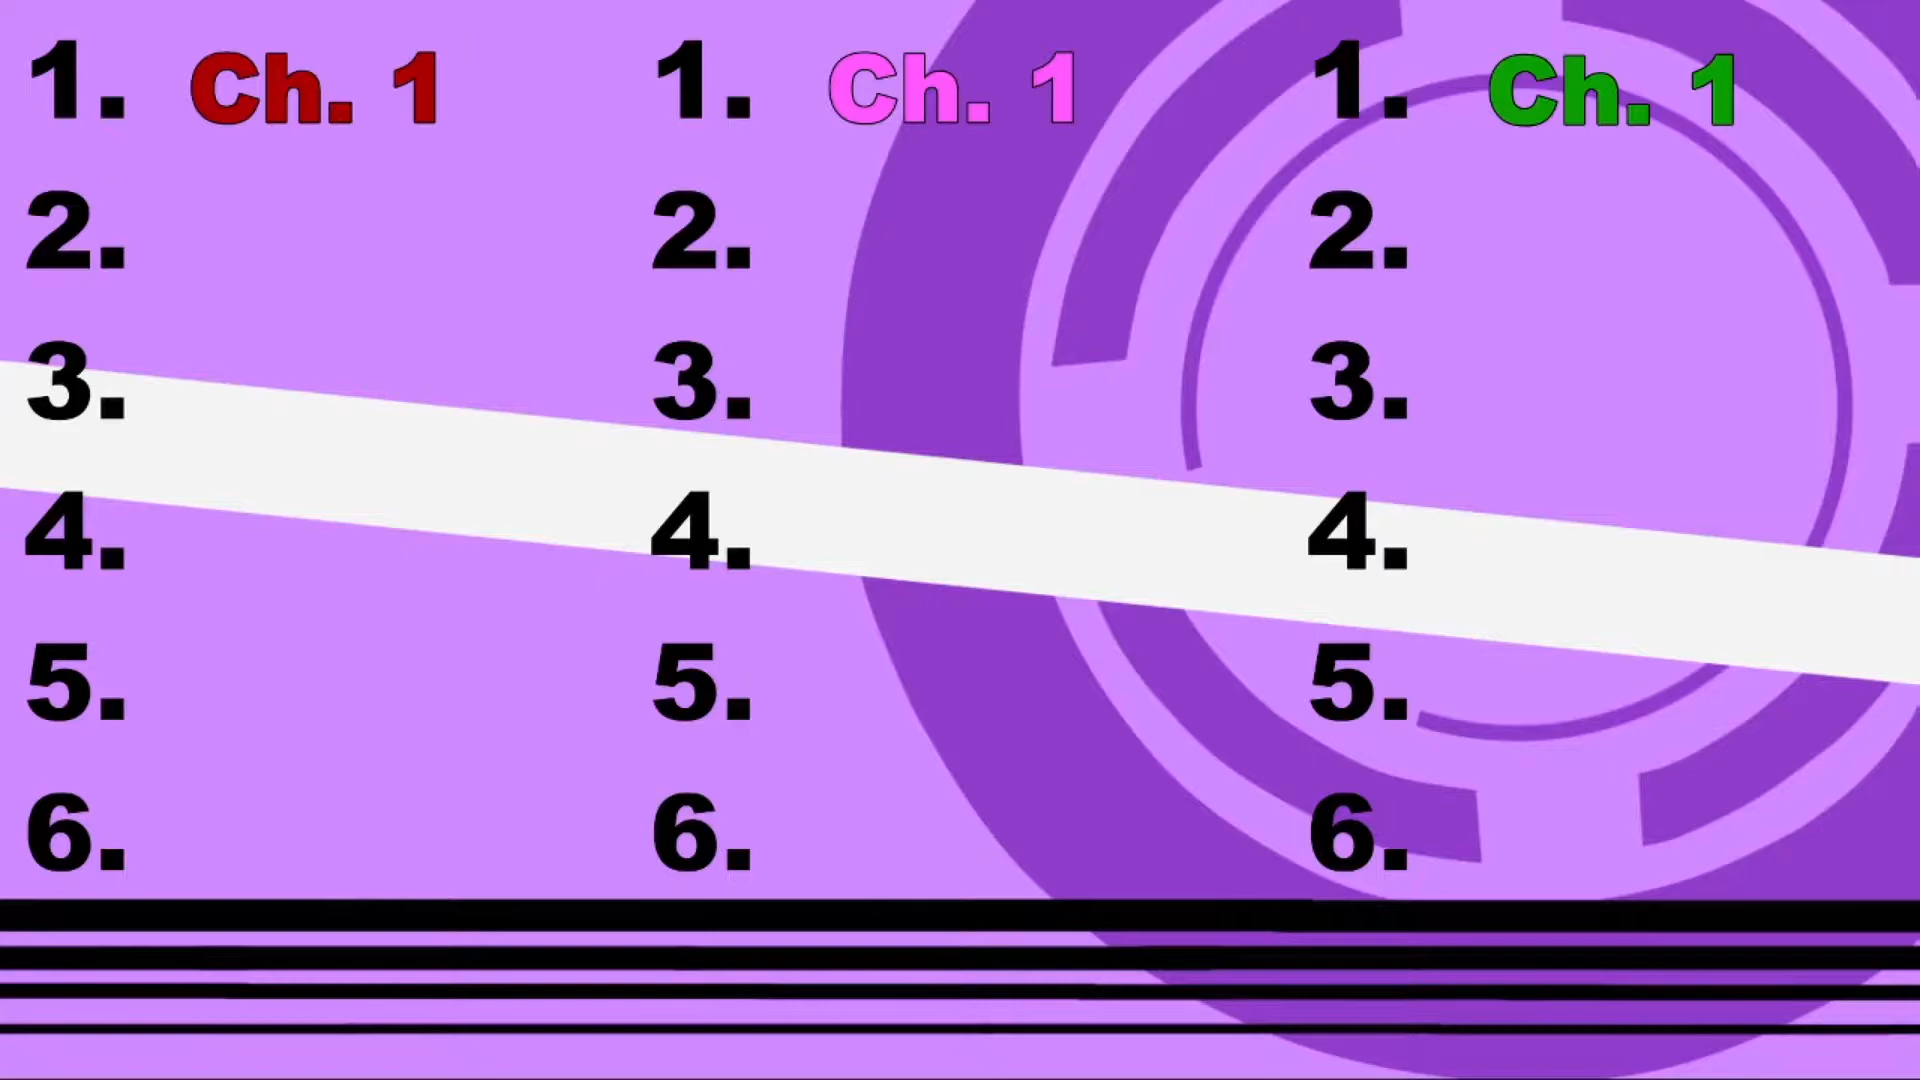 1. Ch. 1 1. Ch. 1 1. Ch. 1
2. 2. 2.
3. 3. 3.
4. 4. 4.
5. 5. 5.
6. 6. 6.